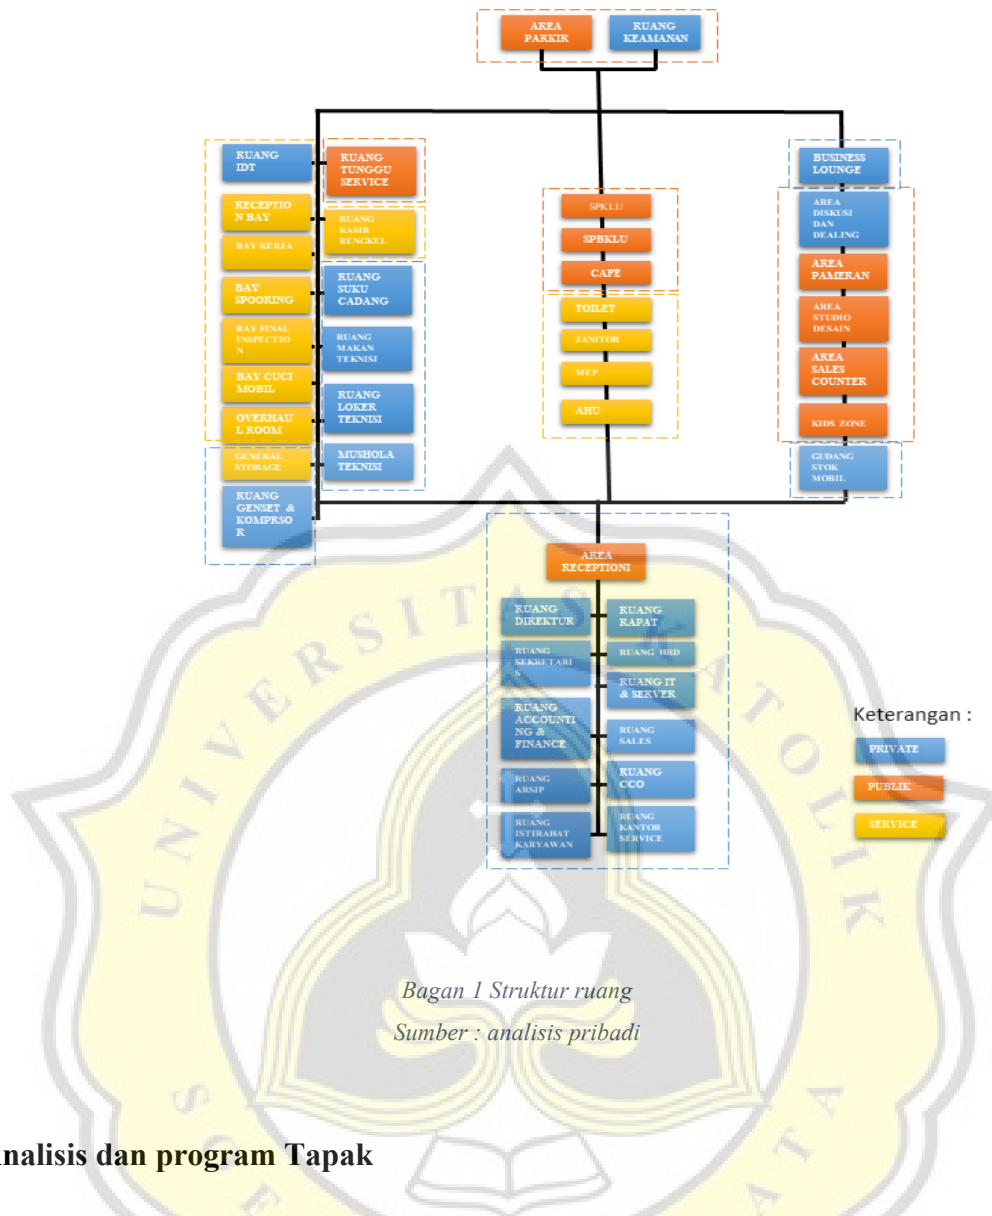 AREA
PARKIR
RUANG
KEAMANAN
RUANG
IDT
RECEPTIO
N BAY
BAY KERJA
BAY
SPOORING
BAY FINAL
INSPECTIO
N
BAY CUCI
MOBIL
OVERHAU
L ROOM
GENERAL
STORAGE
RUANG
GENSET &
KOMPRSO
R
RUANG
TUNGGU
SERVICE
RUANG
KASIR
BENGKEL
RUANG
SUKU
CADANG
RUANG
MAKAN
TEKNISI
RUANG
LOKER
TEKNISI
MUSHOLA
TEKNISI
SPKLU
SPBKLU
CAFE
TOILET
JANITOR
MEP
AHU
BUSINESS
LOUNGE
AREA
DISKUSI
DAN
DEALING
AREA
PAMERAN
AREA
STUDIO
DESAIN
AREA
SALES
COUNTER
KIDS ZONE
GUDANG
STOK
MOBIL
AREA
RECEPTIONI
RUANG
DIREKTUR
RUANG
SEKRETARI
S
RUANG
ACCOUNTI
NG &
FINANCE
RUANG
ARSIP
RUANG
ISTIRAHAT
KARYAWAN
RUANG
RAPAT
RUANG HRD
RUANG IT
& SERVER
RUANG
SALES
RUANG
CCO
RUANG
KANTOR
SERVICE
Keterangan :
PRIVATE
PUBLIK
SERVICE
UNIVERSITAS KATOLIK
Bagan 1 Struktur ruang
Sumber : analisis pribadi
nalisis dan program Tapak